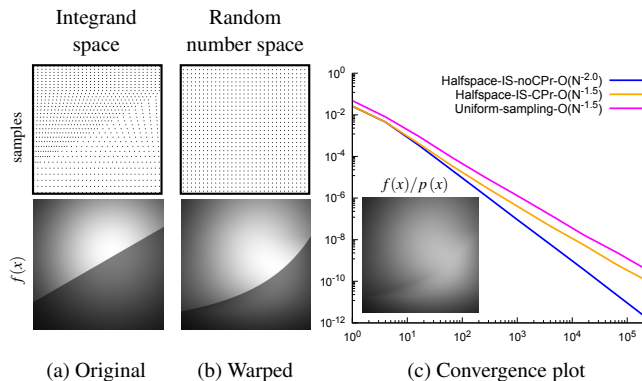 Integrand
space
Random
number space
samples
f(x)
10^0
10^-2
10^-4
10^-6
10^-8
10^-10
10^-12
Halfspace-IS-noCPr-O(N^-2.0)
Halfspace-IS-CPr-O(N^-1.5)
Uniform-sampling-O(N^-1.5)
f(x)/p(x)
10^0
10^1
10^2
10^3
10^4
10^5
(a) Original
(b) Warped
(c) Convergence plot